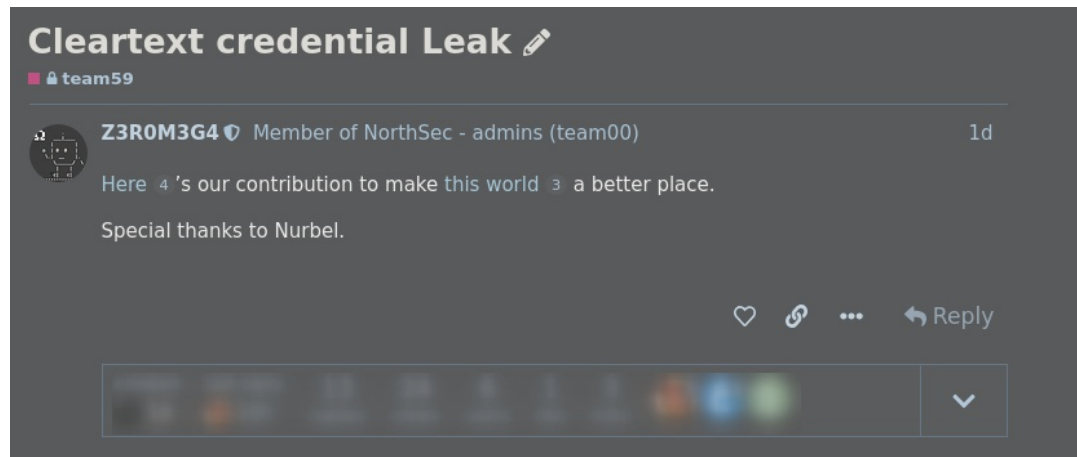 Cleartext credential Leak
team59
Z3R0M3G4 Member of NorthSec - admins (team00) 1d
Here 4 's our contribution to make this world 3 a better place.
Special thanks to Nurbel.
Reply